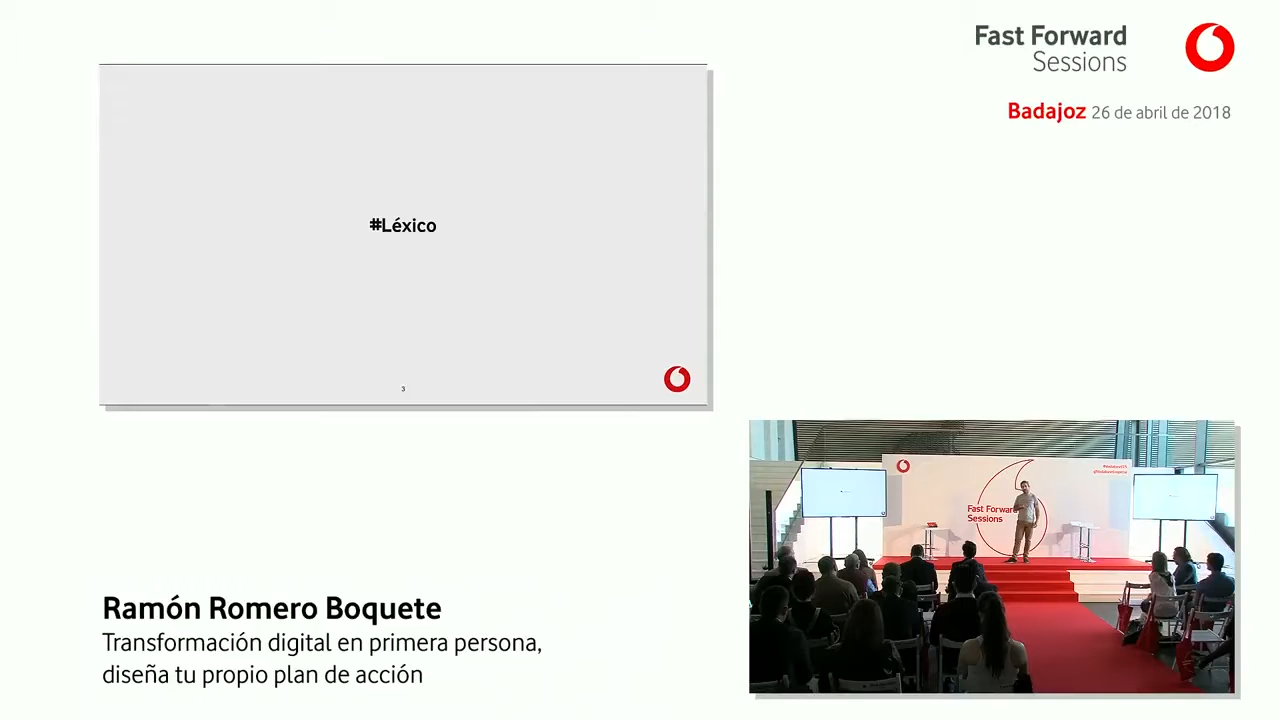 Fast Forward
Sessions
Badajoz 26 de abril de 2018
#Léxico
3
Fast Forward
Sessions
Ramón Romero Boquete
Transformación digital en primera persona,
diseña tu propio plan de acción